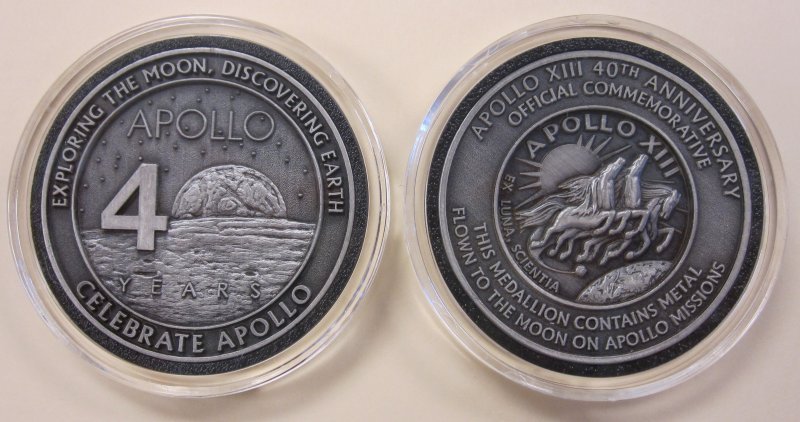 EXPLORING THE MOON, DISCOVERING EARTH
APOLLO
40
YEARS
CELEBRATE APOLLO
APOLLO XIII 40TH ANNIVERSARY
OFFICIAL COMMEMORATIVE
APOLLO XIII
EX LUNA, SCIENTIA
THIS MEDALLION CONTAINS METAL
FLOWN TO THE MOON ON APOLLO MISSIONS